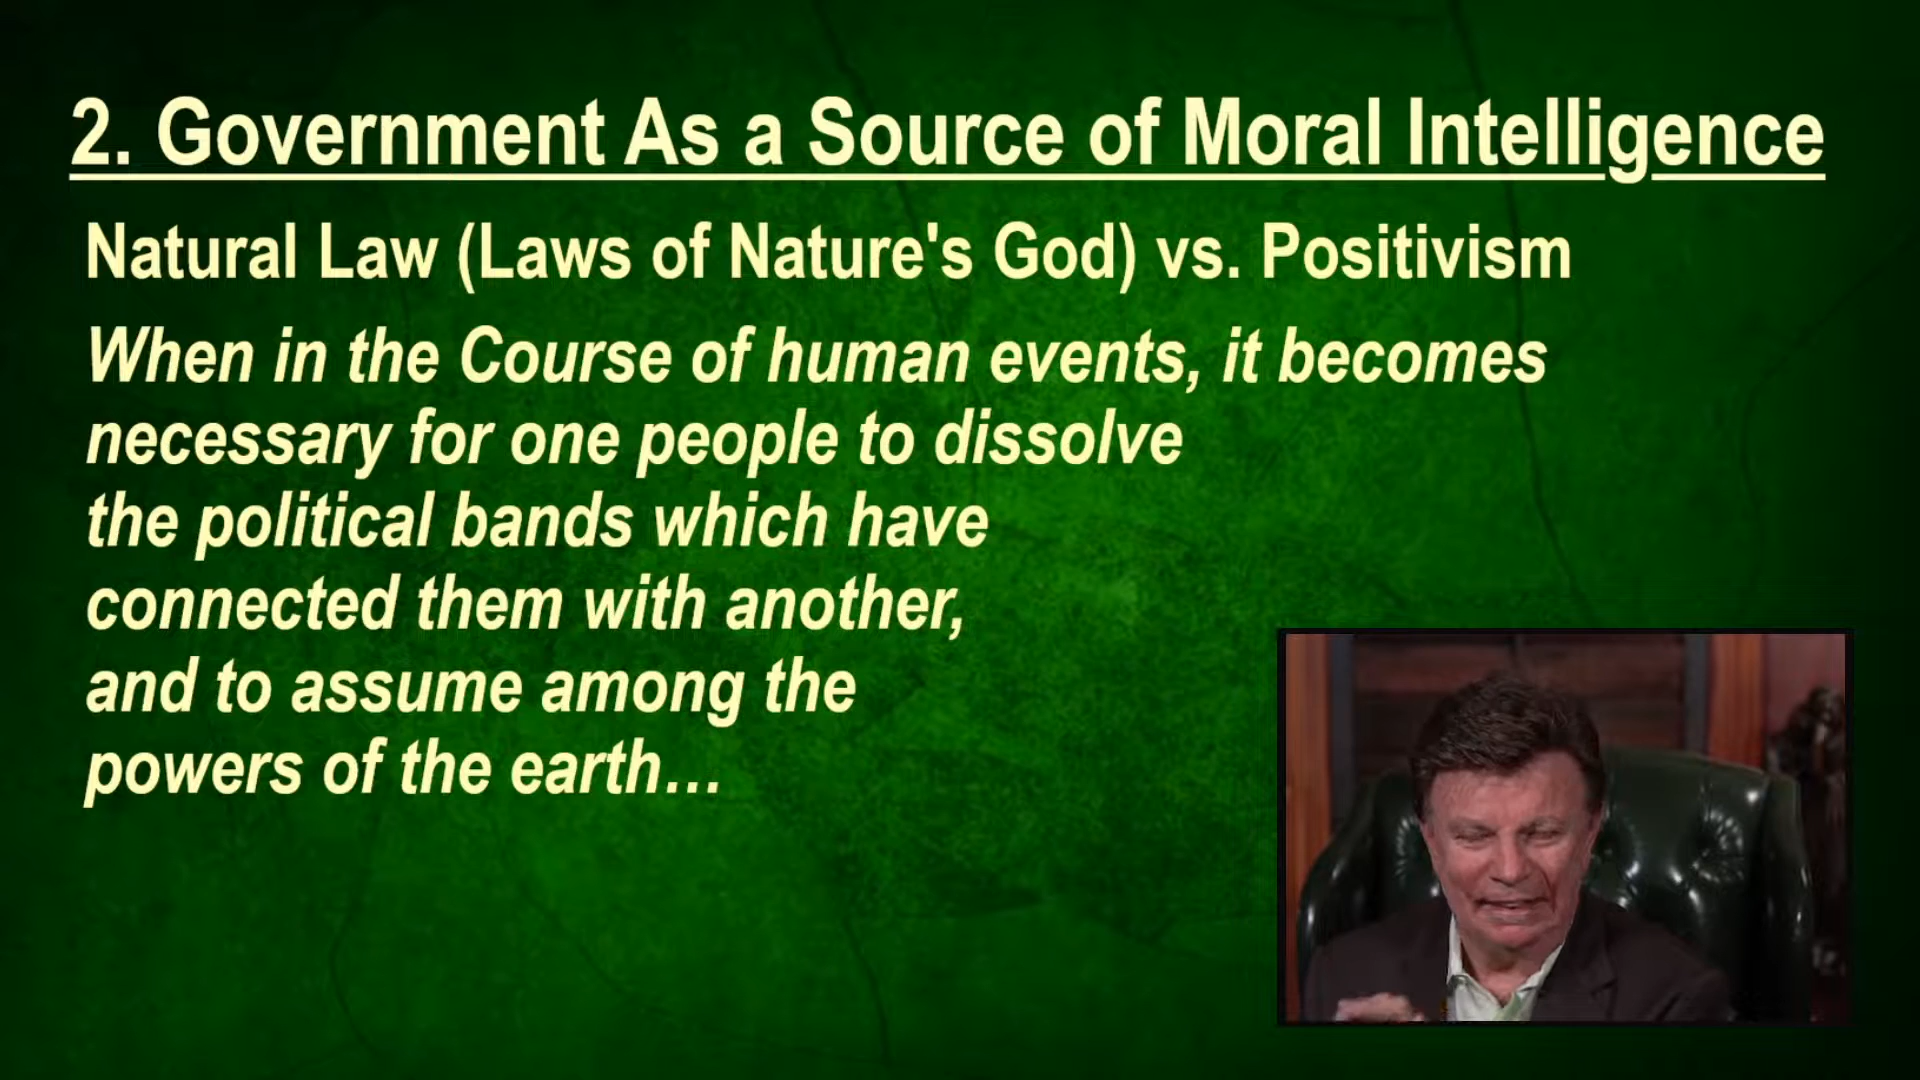 2. Government As a Source of Moral Intelligence
Natural Law (Laws of Nature's God) vs. Positivism
When in the Course of human events, it becomes
necessary for one people to dissolve
the political bands which have
connected them with another,
and to assume among the
powers of the earth…